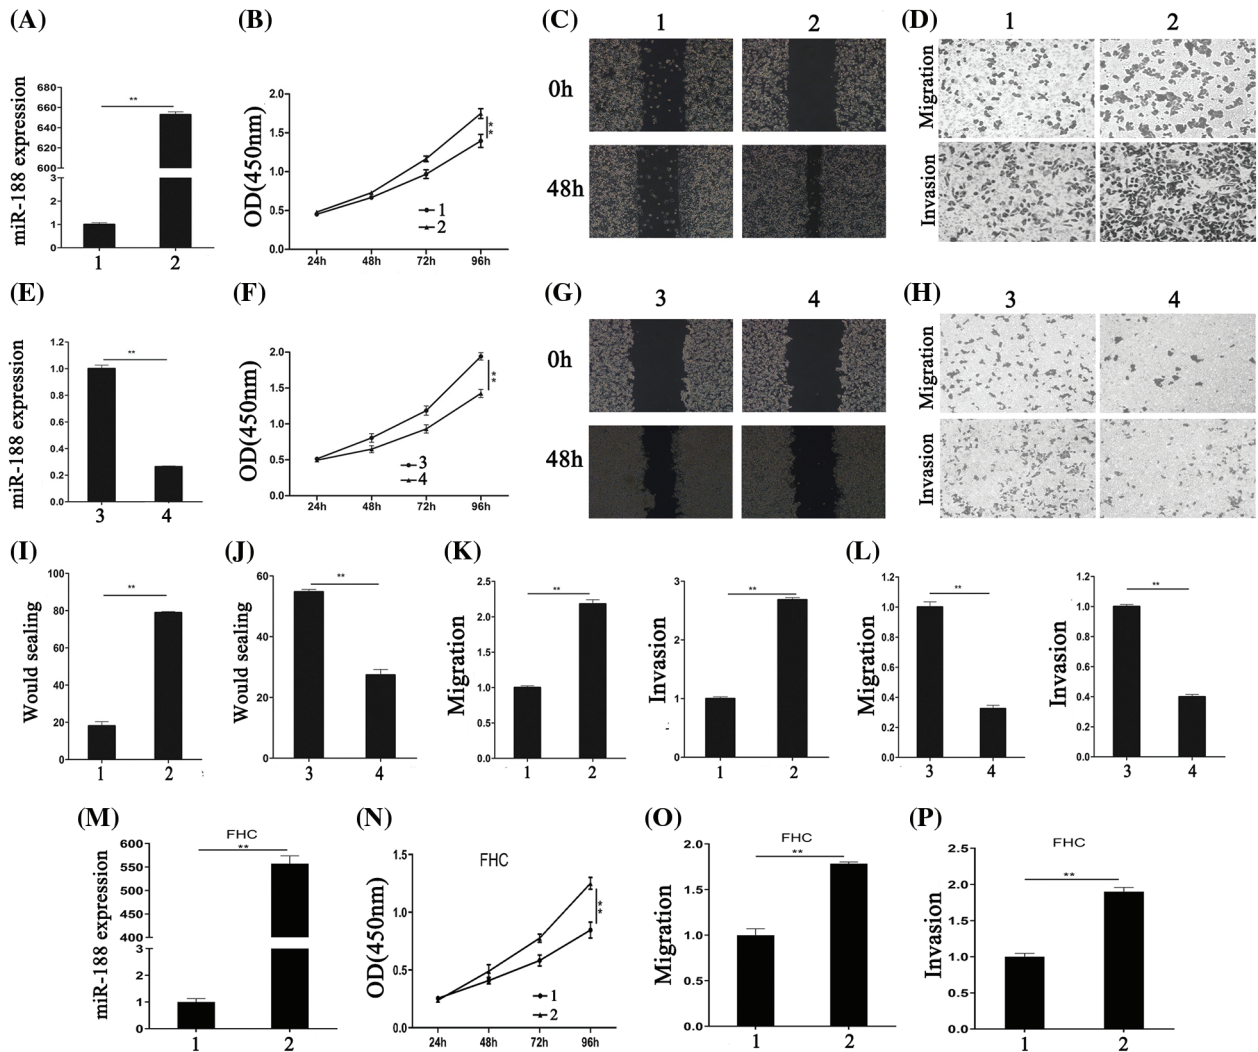 (A)
miR-188 expression
680
660
640
620
600
3
2
1
0
**
1 2
(B)
OD(450nm)
2.0
1.5
1.0
0.5
0.0
24h 48h 72h 96h
**
1
2
(C)
1 2
0h
48h
(D)
1 2
Migration
Invasion
(E)
miR-188 expression
1.2
1.0
0.8
0.6
0.4
0.2
0.0
**
3 4
(F)
OD(450nm)
2.0
1.5
1.0
0.5
0.0
24h 48h 72h 96h
**
3
4
(G)
3 4
0h
48h
(H)
3 4
Migration
Invasion
(I)
Would sealing
100
80
60
40
20
0
**
1 2
(J)
Would sealing
60
40
20
0
**
3 4
(K)
Migration
2.5
2.0
1.5
1.0
0.5
0.0
**
1 2
Invasion
3
2
1
0
**
1 2
(L)
Migration
1.2
1.0
0.8
0.6
0.4
0.2
0.0
**
3 4
Invasion
1.2
1.0
0.8
0.6
0.4
0.2
0.0
**
3 4
(M)
FHC
miR-188 expression
600
550
500
450
400
3
2
1
0
**
1 2
(N)
FHC
OD(450nm)
1.5
1.0
0.5
0.0
24h 48h 72h 96h
**
1
2
(O)
FHC
Migration
2.0
1.5
1.0
0.5
0.0
**
1 2
(P)
FHC
Invasion
2.5
2.0
1.5
1.0
0.5
0.0
**
1 2